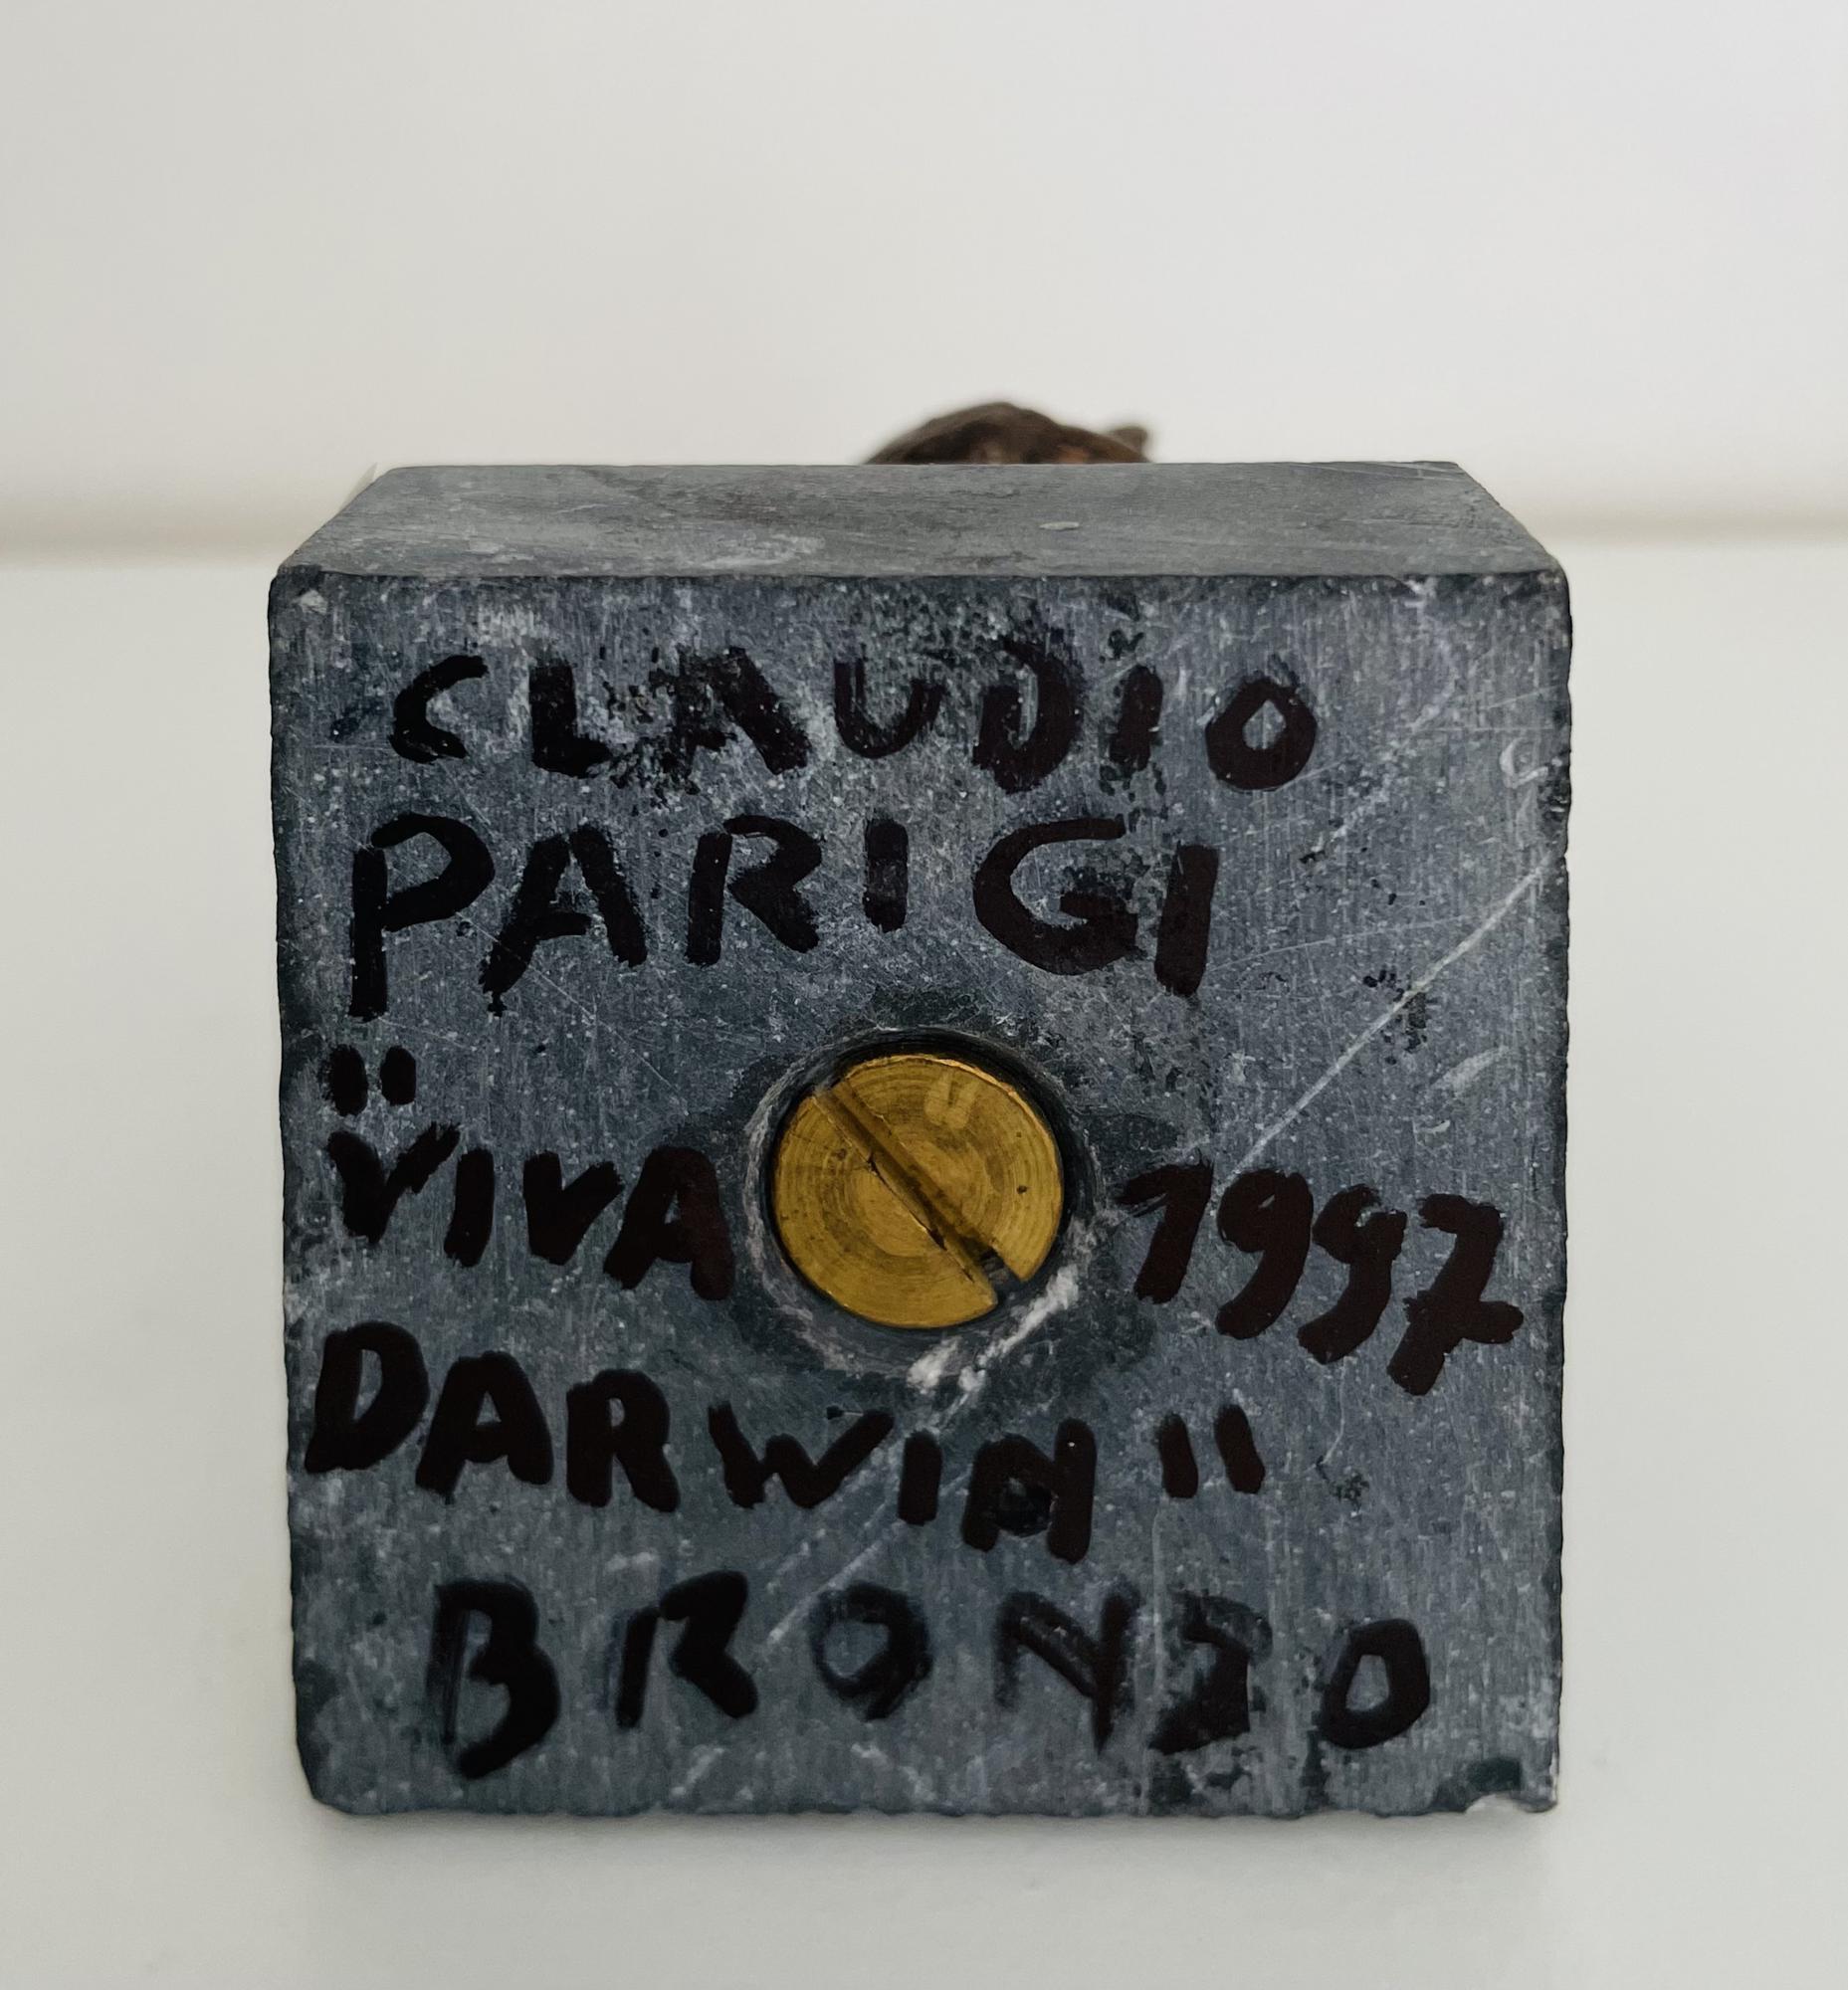 CLAUDIO
PARIGI
"VIVA 1997
DARWIN"
BRONZO